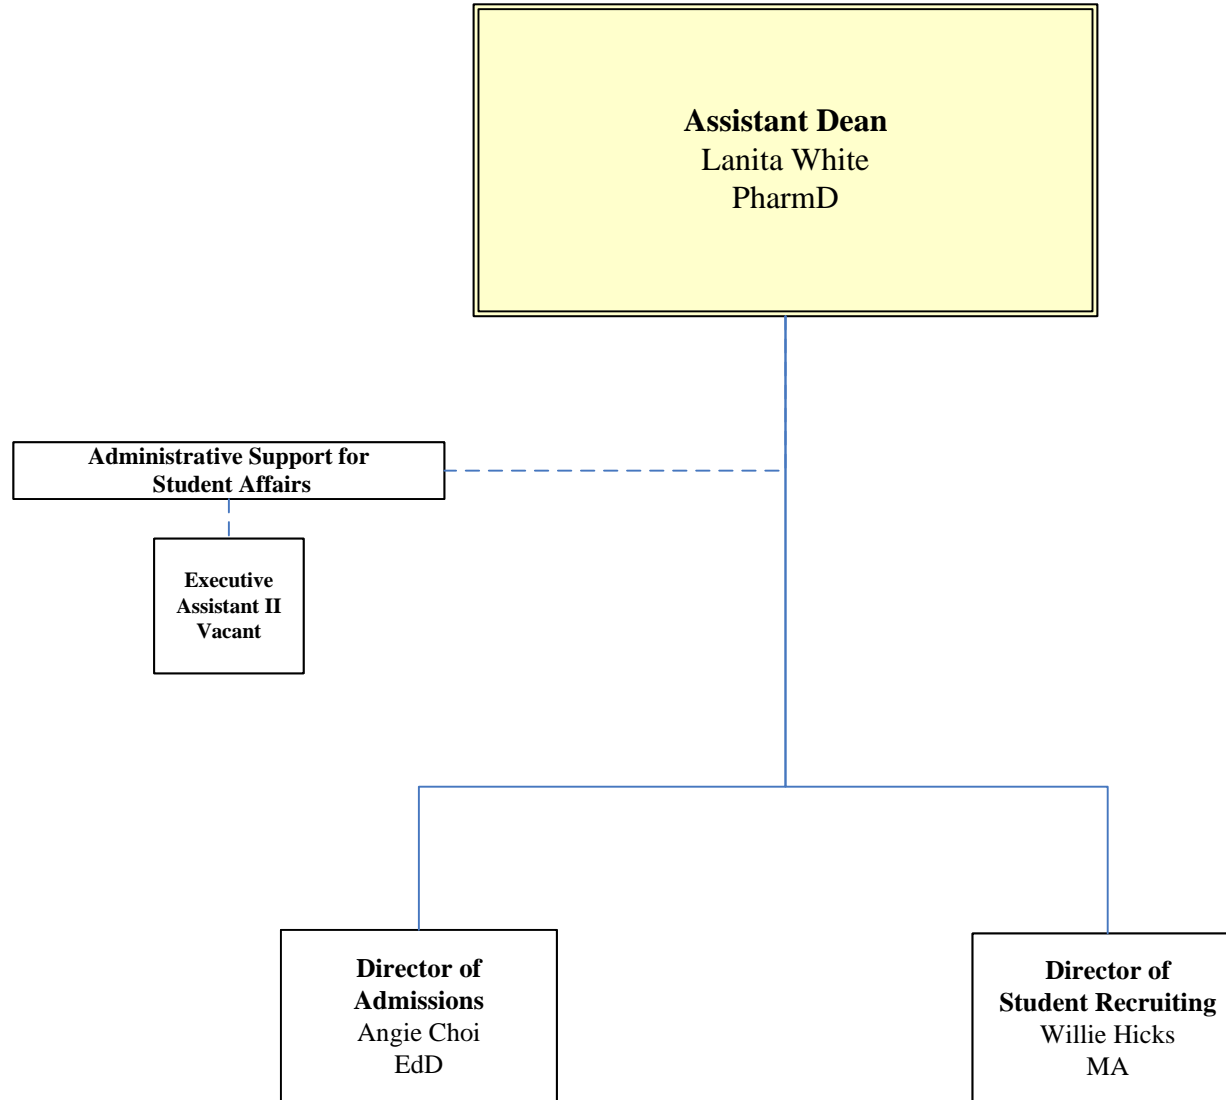 Assistant Dean
Lanita White
PharmD
Administrative Support for
Student Affairs
Executive
Assistant II
Vacant
Director of
Admissions
Angie Choi
EdD
Director of
Student Recruiting
Willie Hicks
MA